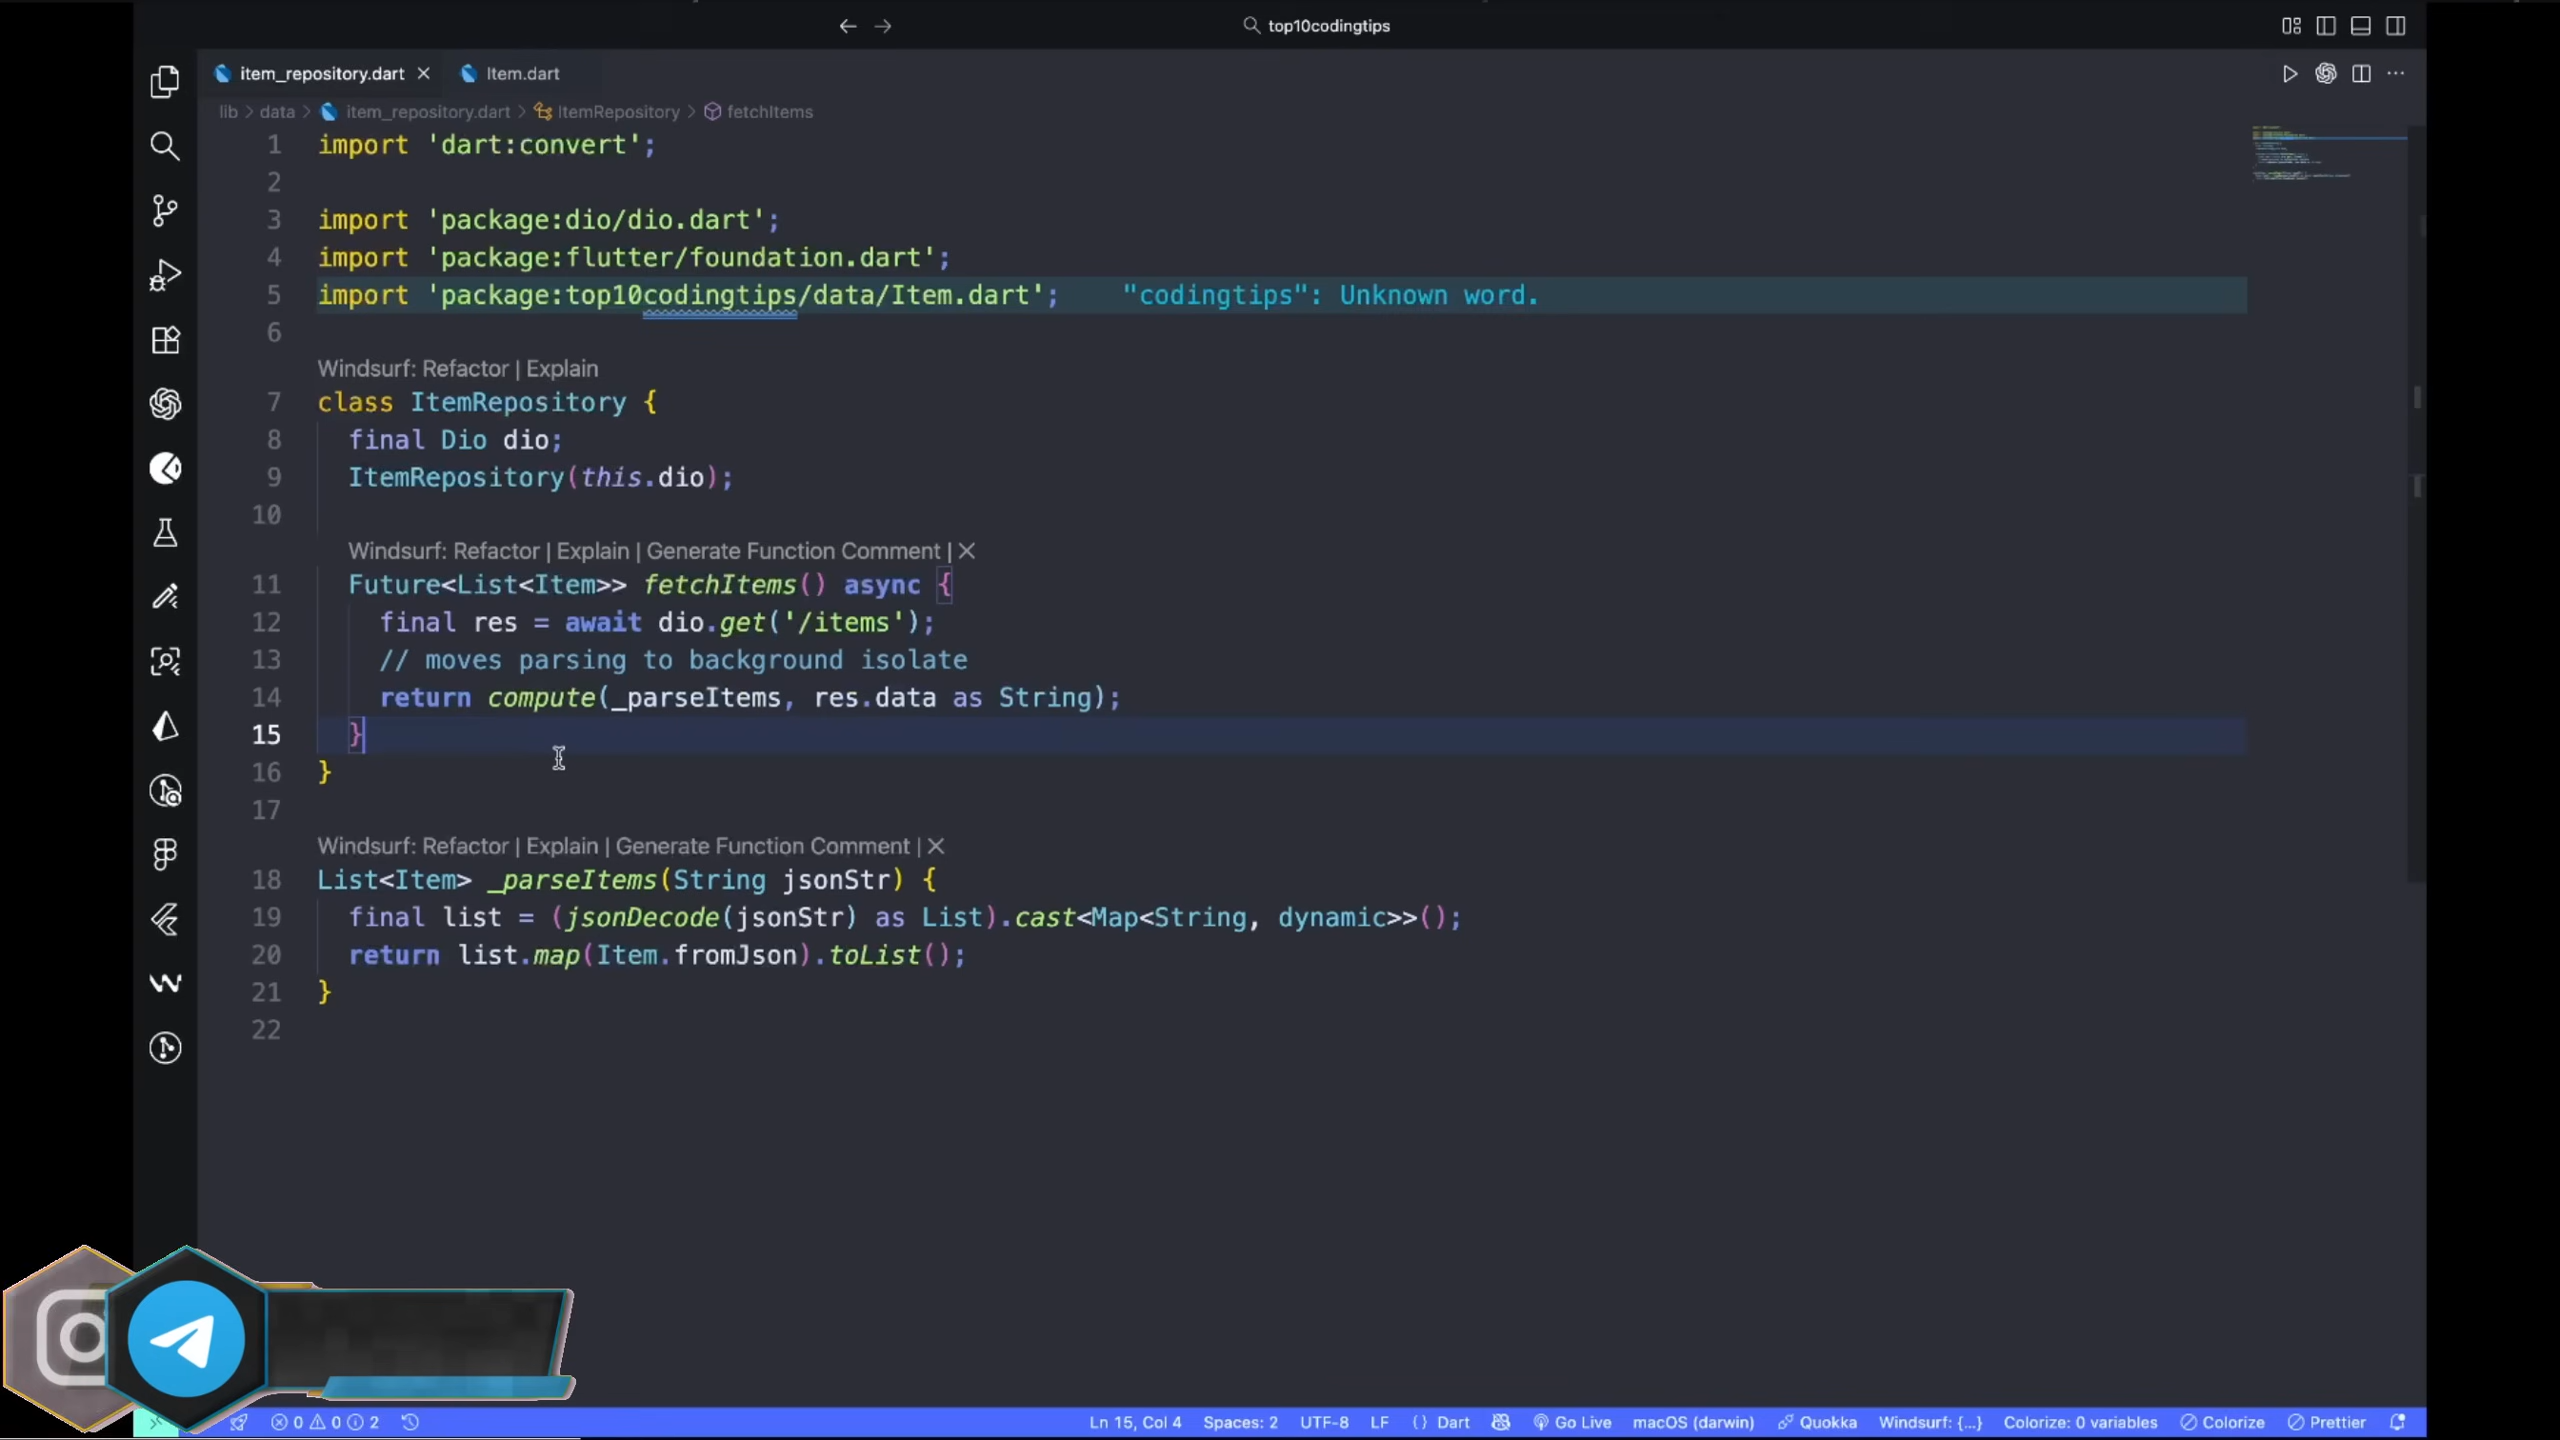 top10codingtips
item_repository.dart
Item.dart
lib > data > item_repository.dart > ItemRepository > fetchItems
1 import 'dart:convert';
2
3 import 'package:dio/dio.dart';
4 import 'package:flutter/foundation.dart';
5 import 'package:top10codingtips/data/Item.dart'; "codingtips": Unknown word.
6
Windsurf: Refactor | Explain
7 class ItemRepository {
8 final Dio dio;
9 ItemRepository(this.dio);
10
Windsurf: Refactor | Explain | Generate Function Comment | X
11 Future<List<Item>> fetchItems() async {
12 final res = await dio.get('/items');
13 // moves parsing to background isolate
14 return compute(_parseItems, res.data as String);
15 }
16 }
17
Windsurf: Refactor | Explain | Generate Function Comment | X
18 List<Item> _parseItems(String jsonStr) {
19 final list = (jsonDecode(jsonStr) as List).cast<Map<String, dynamic>>();
20 return list.map(Item.fromJson).toList();
21 }
22
0 0 2 Ln 15, Col 4 Spaces: 2 UTF-8 LF {} Dart Go Live macOS (darwin) Quokka Windsurf: {...} Colorize: 0 variables Colorize Prettier